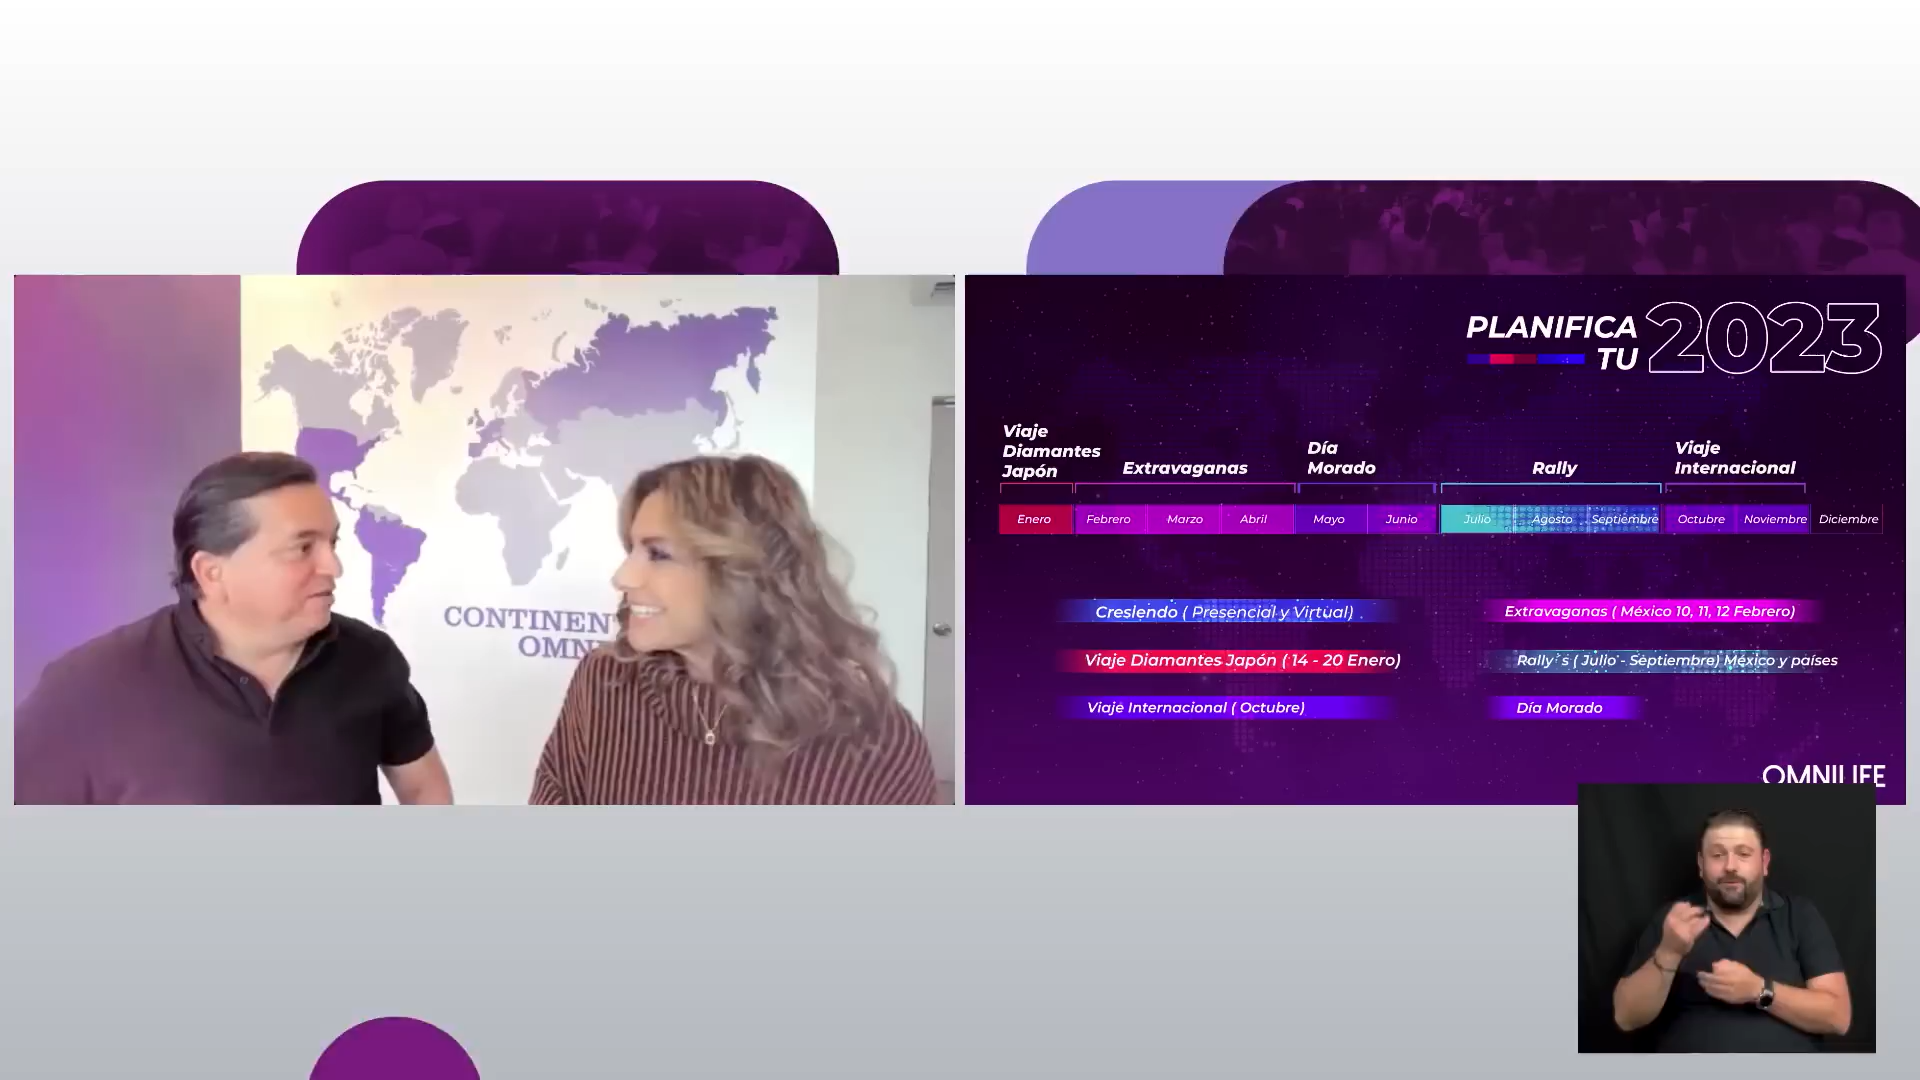 CONTINEN
OMN
PLANIFICA
TU 2023
Viaje
Diamantes
Japón
Extravaganas
Día
Morado
Rally
Viaje
Internacional
Enero Febrero Marzo Abril Mayo Junio Julio Agosto Septiembre Octubre Noviembre Diciembre
Creslendo ( Presencial y Virtual)
Extravaganas ( México 10, 11, 12 Febrero)
Viaje Diamantes Japón ( 14 - 20 Enero)
Rally´s ( Julio - Septiembre) México y países
Viaje Internacional ( Octubre)
Día Morado
OMNILIFE